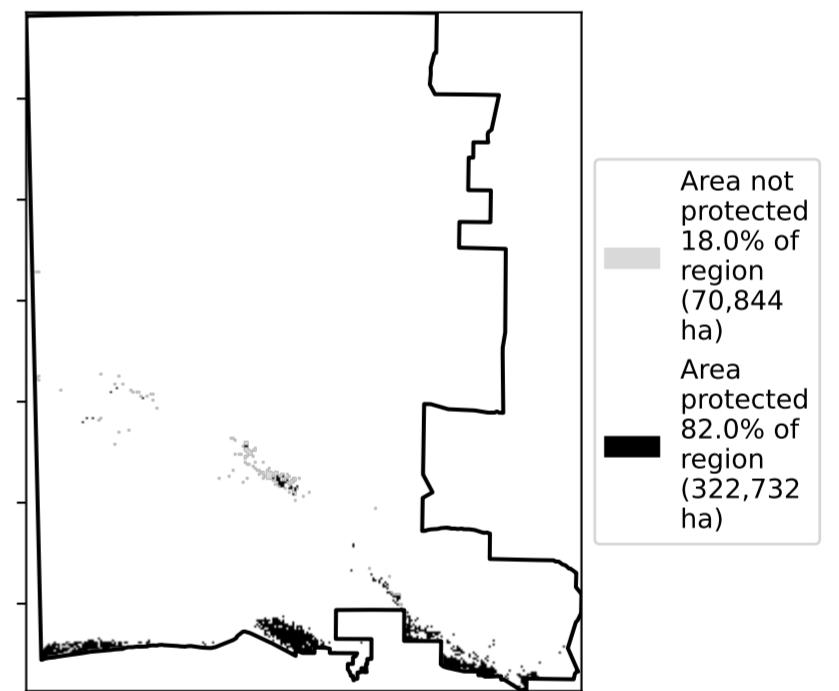 Area not
protected
18.0% of
region
(70,844
ha)
Area
protected
82.0% of
region
(322,732
ha)